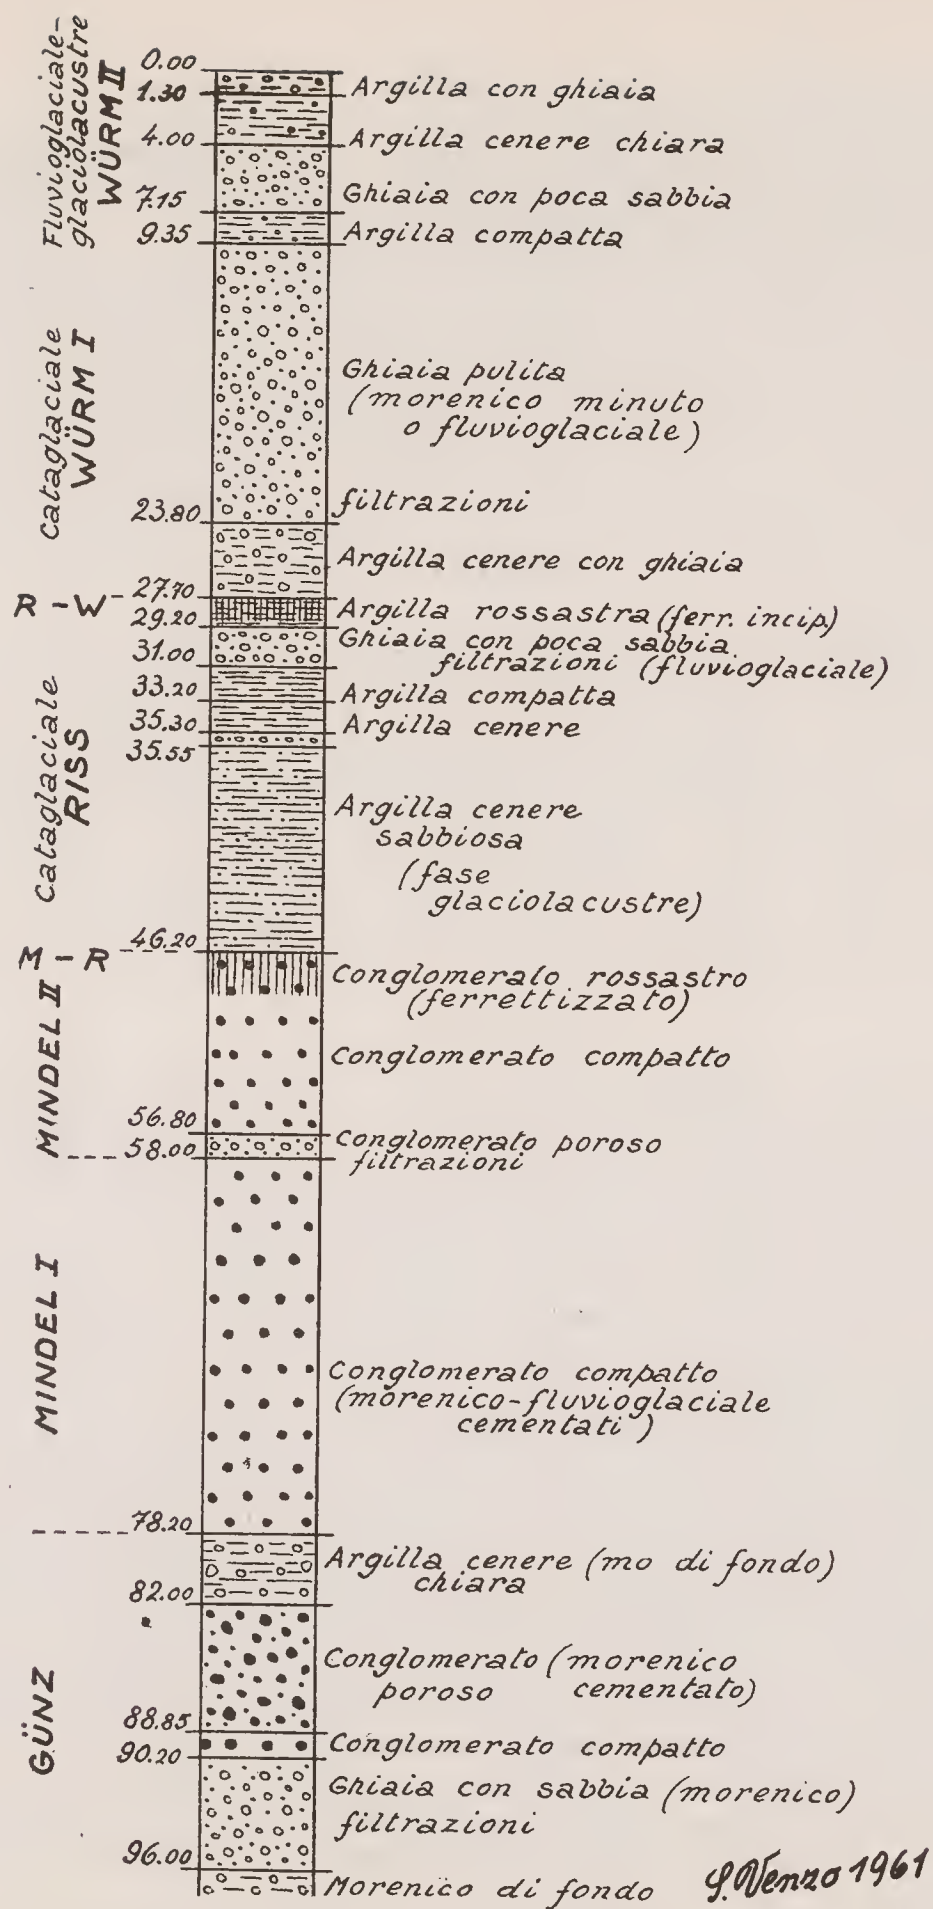 Fluvioglaciale-
glaciolacustre
WÜRM II
0.00
Argilla con ghiaia
1.30
Argilla cenere chiara
4.00
Ghiaia con poca sabbia
7.15
Argilla compatta
9.35
Cataglaciale
WÜRM I
Ghiaia pulita
(morenico minuto
o fluvioglaciale)
filtrazioni
23.80
Argilla cenere con ghiaia
27.70
R-W
Argilla rossastra (ferr. incip.)
29.20
Ghiaia con poca sabbia
filtrazioni (fluvioglaciale)
31.00
Argilla compatta
33.20
Argilla cenere
35.30
35.55
Cataglaciale
RISS
Argilla cenere
sabbiosa
(fase
glaciolacustre)
46.20
M-R
Conglomerato rossastro
(ferrettizzato)
MINDEL II
Conglomerato compatto
56.80
Conglomerato poroso
filtrazioni
58.00
MINDEL I
Conglomerato compatto
(morenico-fluvioglaciale
cementati)
78.20
Argilla cenere (mo di fondo)
chiara
82.00
GÜNZ
Conglomerato (morenico
poroso cementato)
88.85
Conglomerato compatto
90.20
Ghiaia con sabbia (morenico)
filtrazioni
96.00
Morenico di fondo
S. Venzo 1961